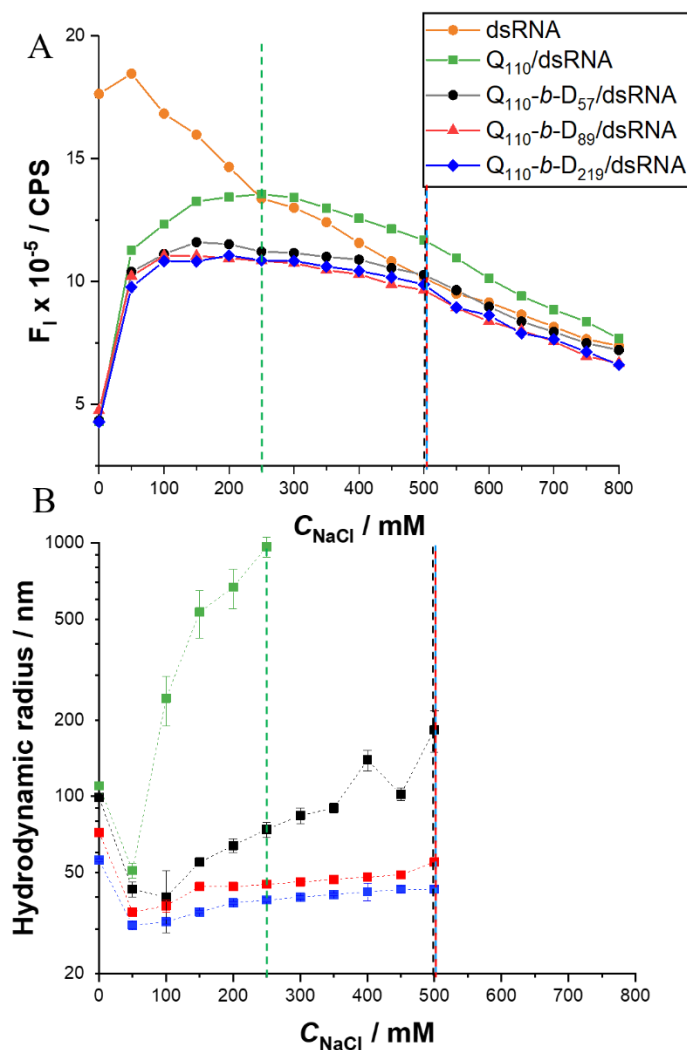 A
dsRNA
Q110/dsRNA
Q110-b-D57/dsRNA
Q110-b-D89/dsRNA
Q110-b-D219/dsRNA
20
15
10
5
FI x 10-5 / CPS
0 100 200 300 400 500 600 700 800
CNaCl / mM
B
1000
500
200
100
50
20
Hydrodynamic radius / nm
0 100 200 300 400 500 600 700 800
CNaCl / mM